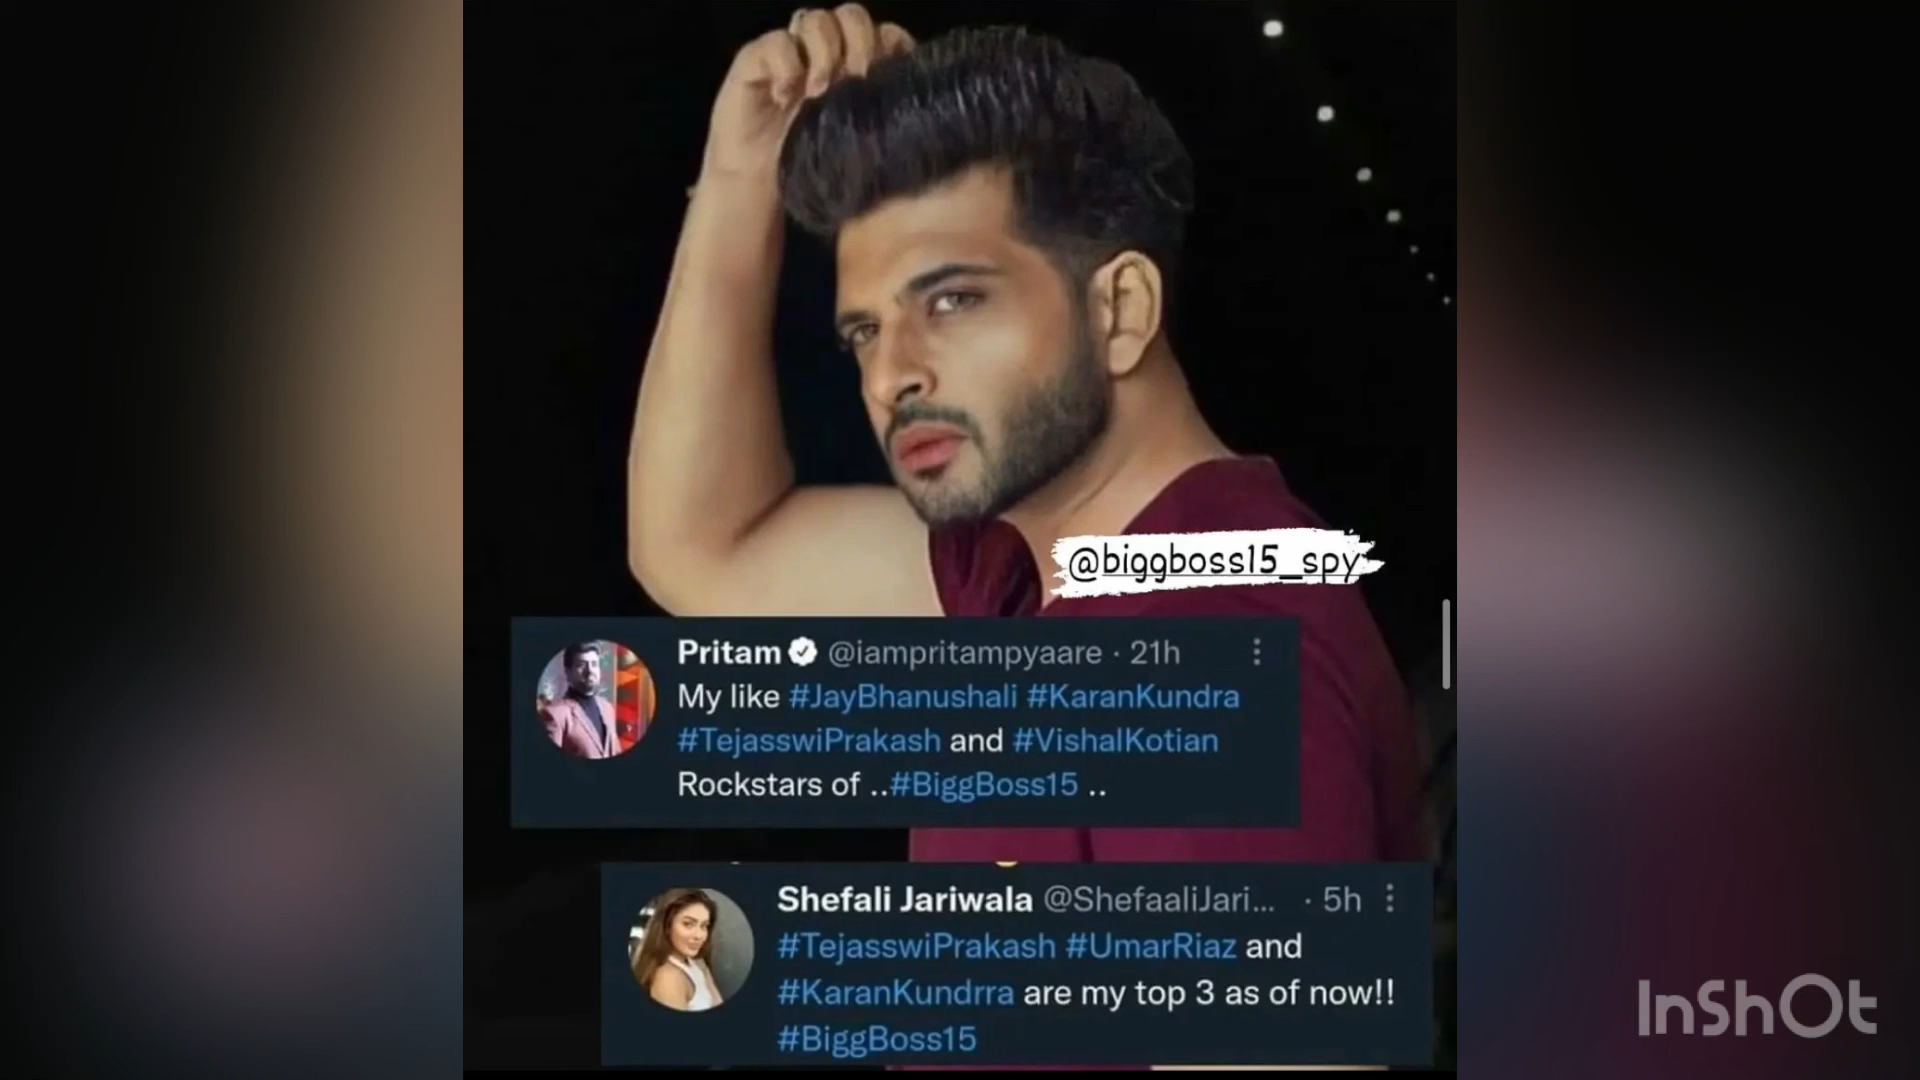 @biggboss15_spy
Pritam @iampritampyaare · 21h
My like #JayBhanushali #KaranKundra
#TejasswiPrakash and #VishalKotian
Rockstars of ..#BiggBoss15 ..
Shefali Jariwala @ShefaaliJari... · 5h
#TejasswiPrakash #UmarRiaz and
#KaranKundrra are my top 3 as of now!!
#BiggBoss15
InShOt